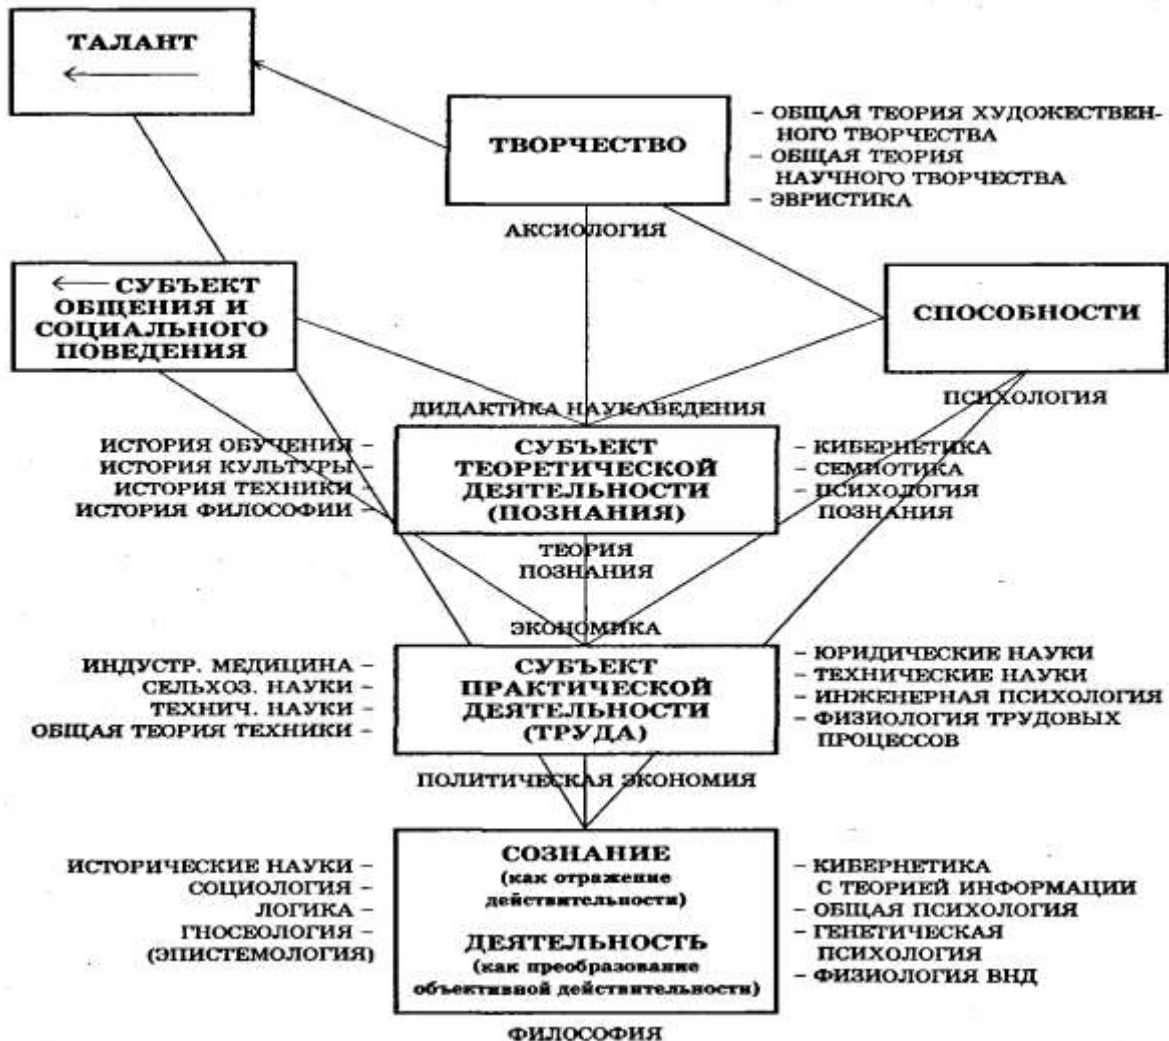 ТАЛАНТ
ТВОРЧЕСТВО
– ОБЩАЯ ТЕОРИЯ ХУДОЖЕСТВЕН-
НОГО ТВОРЧЕСТВА
– ОБЩАЯ ТЕОРИЯ
НАУЧНОГО ТВОРЧЕСТВА
– ЭВРИСТИКА
АКСИОЛОГИЯ
СУБЪЕКТ
ОБЩЕНИЯ И
СОЦИАЛЬНОГО
ПОВЕДЕНИЯ
СПОСОБНОСТИ
ПСИХОЛОГИЯ
ДИДАКТИКА НАУКАВЕДЕНИЯ
ИСТОРИЯ ОБУЧЕНИЯ –
ИСТОРИЯ КУЛЬТУРЫ –
ИСТОРИЯ ТЕХНИКИ –
ИСТОРИЯ ФИЛОСОФИИ –
СУБЪЕКТ
ТЕОРЕТИЧЕСКОЙ
ДЕЯТЕЛЬНОСТИ
(ПОЗНАНИЯ)
– КИБЕРНЕТИКА
– СЕМИОТИКА
– ПСИХОЛОГИЯ
ПОЗНАНИЯ
ТЕОРИЯ
ПОЗНАНИЯ
ЭКОНОМИКА
ИНДУСТР. МЕДИЦИНА –
СЕЛЬХОЗ. НАУКИ –
ТЕХНИЧ. НАУКИ –
ОБЩАЯ ТЕОРИЯ ТЕХНИКИ –
СУБЪЕКТ
ПРАКТИЧЕСКОЙ
ДЕЯТЕЛЬНОСТИ
(ТРУДА)
– ЮРИДИЧЕСКИЕ НАУКИ
– ТЕХНИЧЕСКИЕ НАУКИ
– ИНЖЕНЕРНАЯ ПСИХОЛОГИЯ
– ФИЗИОЛОГИЯ ТРУДОВЫХ
ПРОЦЕССОВ
ПОЛИТИЧЕСКАЯ ЭКОНОМИЯ
ИСТОРИЧЕСКИЕ НАУКИ –
СОЦИОЛОГИЯ –
ЛОГИКА –
ГНОСЕОЛОГИЯ –
(ЭПИСТЕМОЛОГИЯ)
СОЗНАНИЕ
(как отражение
действительности)
ДЕЯТЕЛЬНОСТЬ
(как преобразование
объективной действительности)
– КИБЕРНЕТИКА
С ТЕОРИЕЙ ИНФОРМАЦИИ
– ОБЩАЯ ПСИХОЛОГИЯ
– ГЕНЕТИЧЕСКАЯ
ПСИХОЛОГИЯ
– ФИЗИОЛОГИЯ ВНД
ФИЛОСОФИЯ